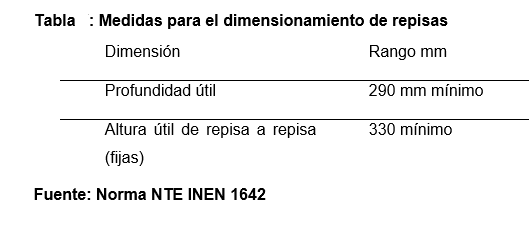 Tabla : Medidas para el dimensionamiento de repisas
Dimensión Rango mm
Profundidad útil 290 mm mínimo
Altura útil de repisa a repisa 330 mínimo
(fijas)
Fuente: Norma NTE INEN 1642